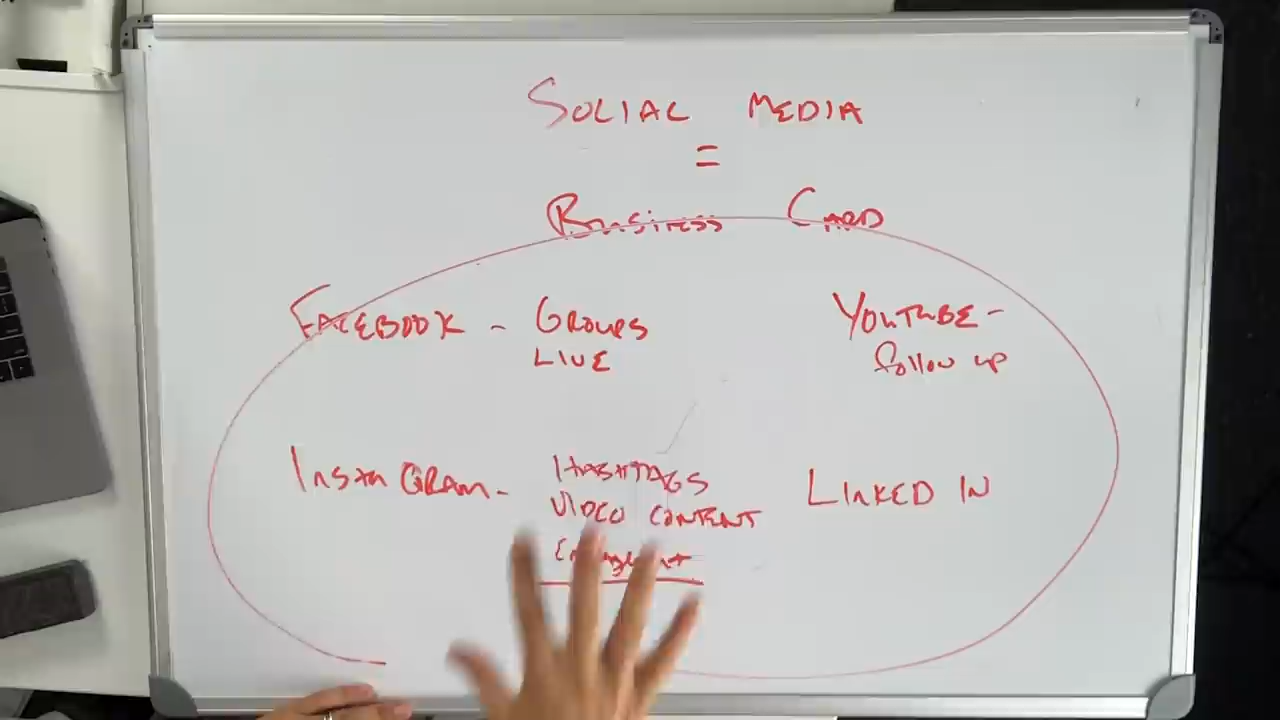 SOCIAL MEDIA
=
BUSINESS CARD
FACEBOOK - GROUPS
LIVE
YOUTUBE -
follow up
INSTAGRAM - HASHTAGS
VIDEO CONTENT
LINKED IN